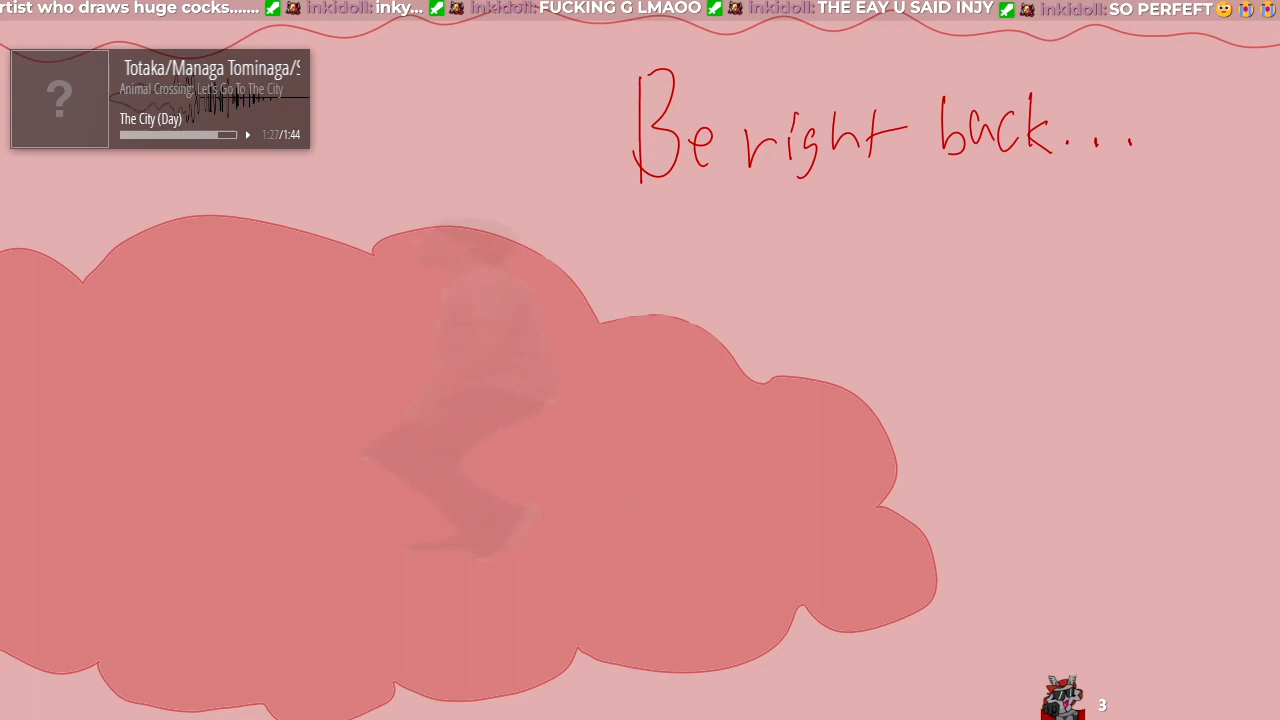 rtist who draws huge cocks....... inkidoll: inky... inkidoll: FUCKING G LMAOO inkidoll: THE EAY U SAID INJY inkidoll: SO PERFEFT
Totaka/Managa Tominaga/S
Animal Crossing: Let's Go To The City
The City (Day)
1:27/1:44
?
Be right back...
3